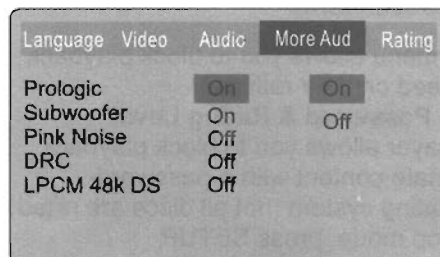 Language Video Audic More Aud Rating
Prologic On On
Subwoofer On Off
Pink Noise Off
DRC Off
LPCM 48k DS Off